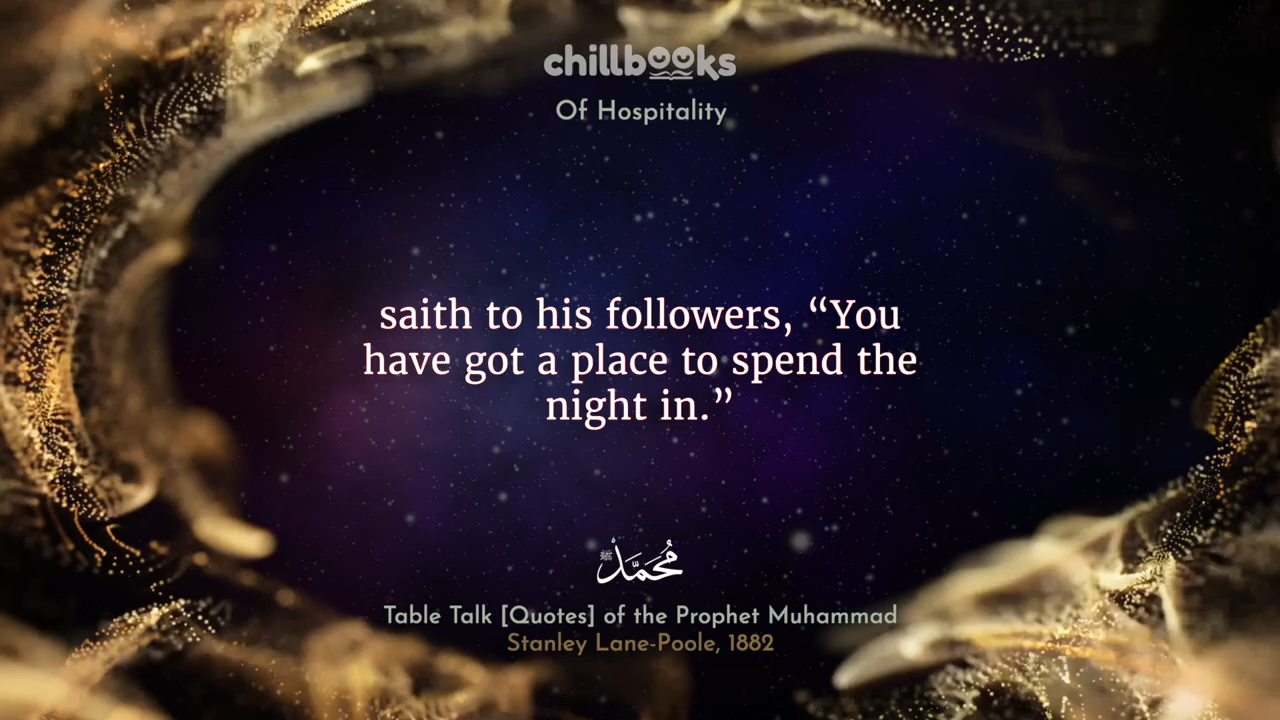 chillbooks
Of Hospitality
saith to his followers, “You
have got a place to spend the
night in.”
مُحَمَّد ﷺ
Table Talk [Quotes] of the Prophet Muhammad
Stanley Lane-Poole, 1882